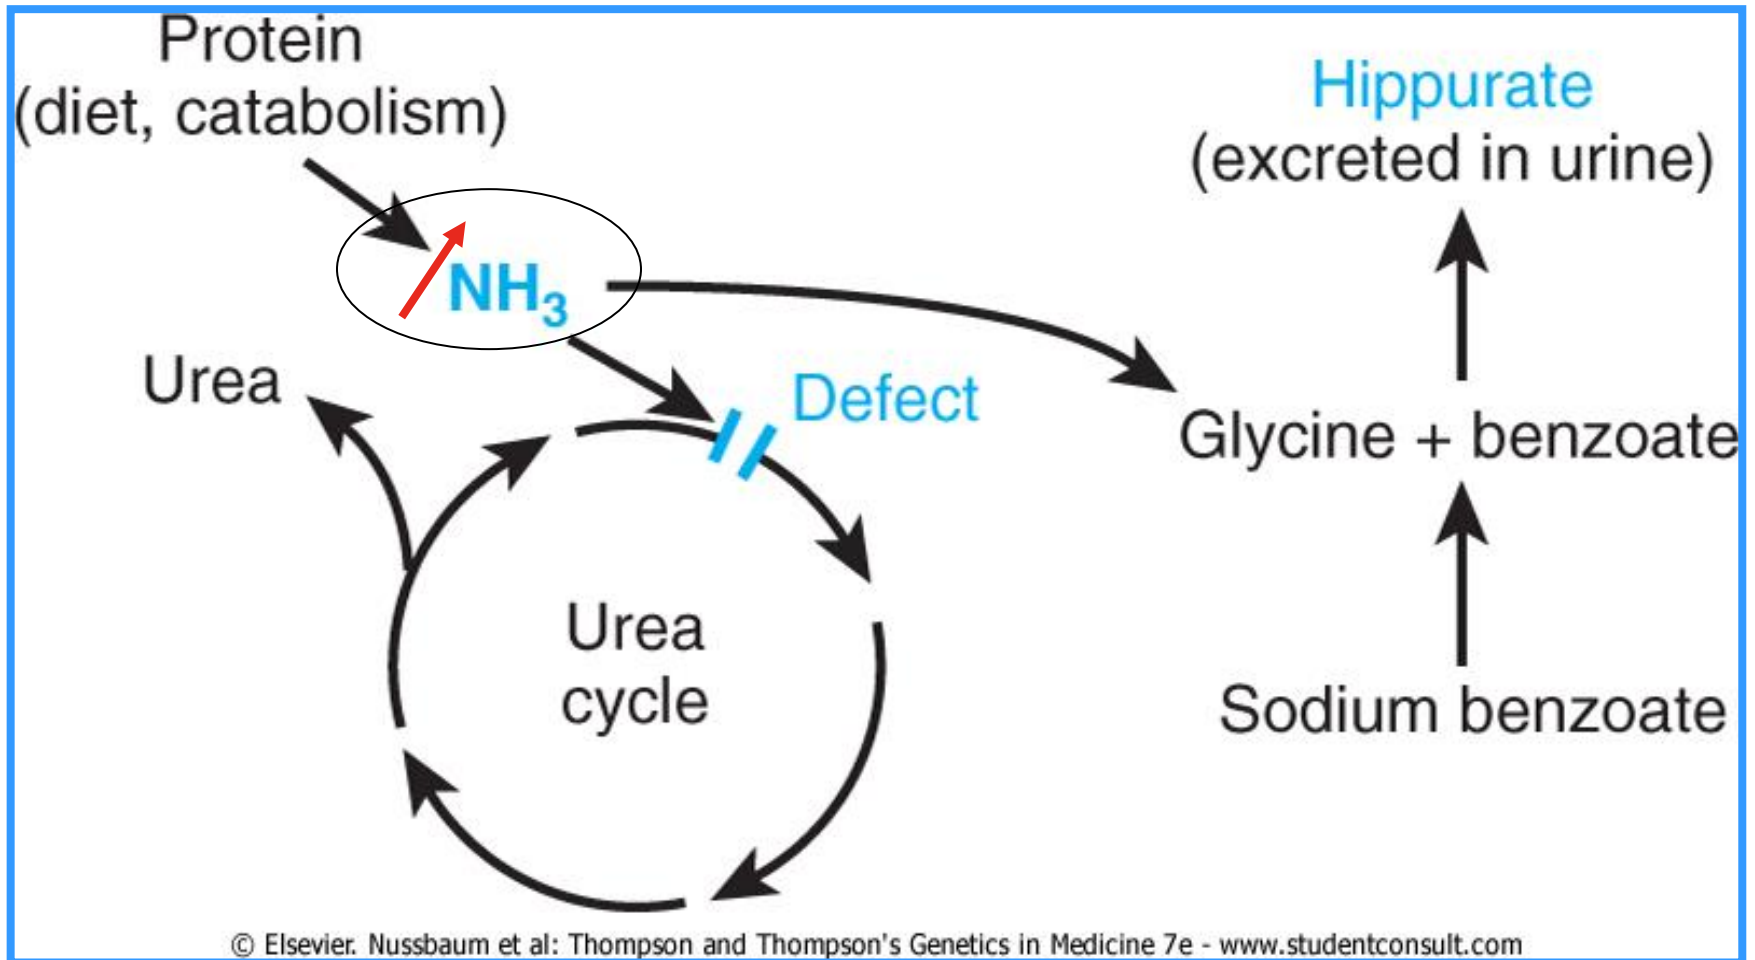 Protein
(diet, catabolism)
Hippurate
(excreted in urine)
NH₃
Urea
Defect
Glycine + benzoate
Urea
cycle
Sodium benzoate
© Elsevier. Nussbaum et al: Thompson and Thompson's Genetics in Medicine 7e - www.studentconsult.com